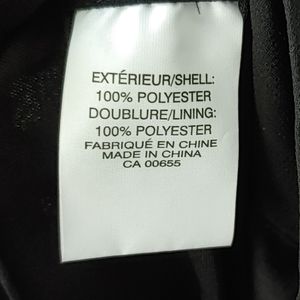 EXTÉRIEUR/SHELL:
100% POLYESTER
DOUBLURE/LINING:
100% POLYESTER
FABRIQUÉ EN CHINE
MADE IN CHINA
CA 00655